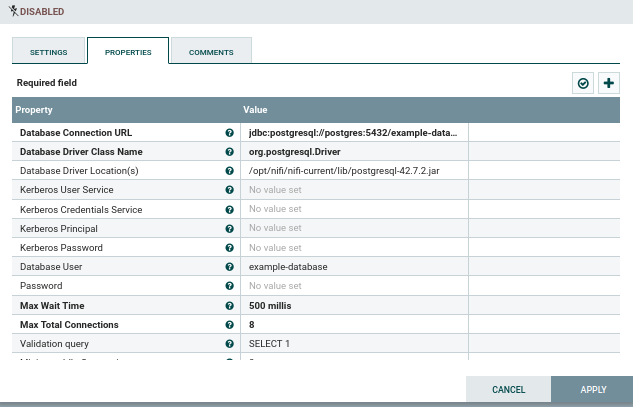 DISABLED
SETTINGS PROPERTIES COMMENTS
Required field
Property Value
Database Connection URL jdbc:postgresql://postgres:5432/example-data...
Database Driver Class Name org.postgresql.Driver
Database Driver Location(s) /opt/nifi/nifi-current/lib/postgresql-42.7.2.jar
Kerberos User Service No value set
Kerberos Credentials Service No value set
Kerberos Principal No value set
Kerberos Password No value set
Database User example-database
Password No value set
Max Wait Time 500 millis
Max Total Connections 8
Validation query SELECT 1
CANCEL APPLY